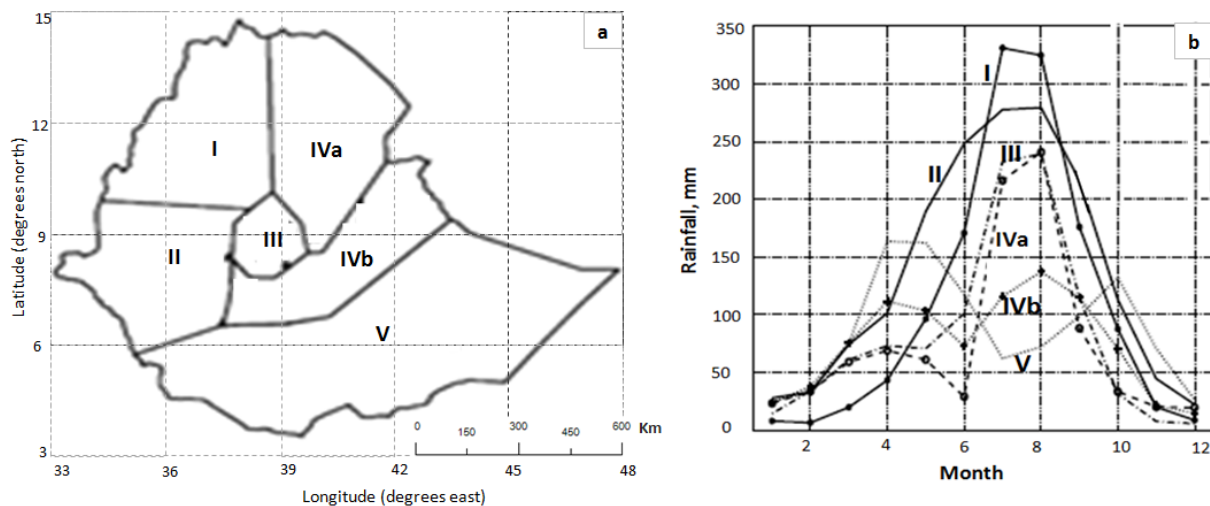 a
15
12
9
6
3
Latitude (degrees north)
I
IVa
III
II
IVb
V
0 150 300 450 600 Km
33 36 39 42 45 48
Longitude (degrees east)
b
350
300
250
200
150
100
50
0
Rainfall, mm
I
II
III
IVa
IVb
V
2 4 6 8 10 12
Month